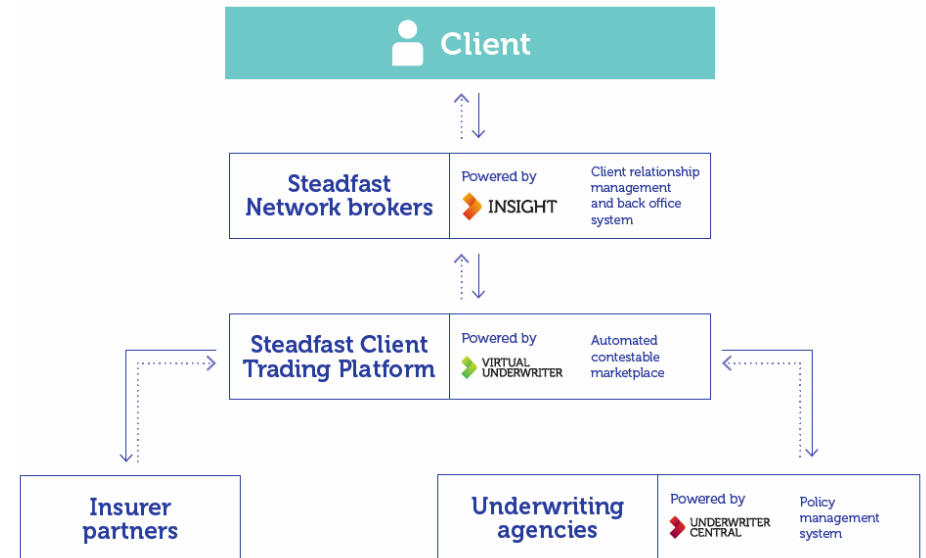 Client
Steadfast
Network brokers
Powered by
INSIGHT
Client relationship
management
and back office
system
Steadfast Client
Trading Platform
Powered by
VIRTUAL
UNDERWRITER
Automated
contestable
marketplace
Insurer
partners
Underwriting
agencies
Powered by
UNDERWRITER
CENTRAL
Policy
management
system